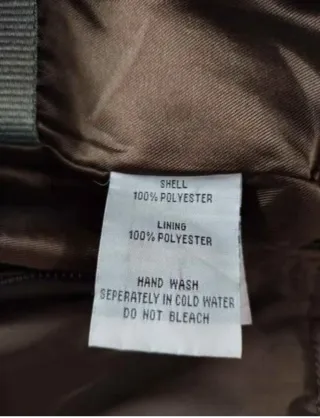 SHELL
100% POLYESTER
LINING
100% POLYESTER
HAND WASH
SEPERATELY IN COLD WATER
DO NOT BLEACH